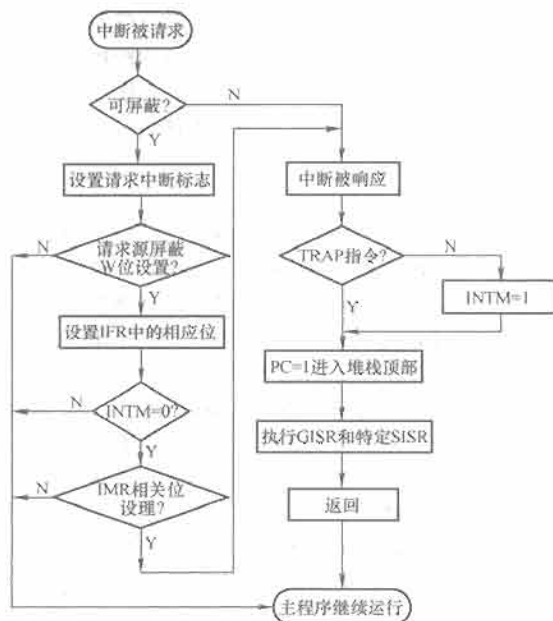 中断被请求
可屏蔽?
N
Y
设置请求中断标志
中断被响应
N
请求源屏蔽
W位设置?
Y
TRAP指令?
N
Y
INTM=1
设置IFR中的相应位
PC=1进入堆栈顶部
N
INTM=0?
Y
执行GISR和特定SISR
N
IMR相关位
设理?
Y
返回
主程序继续运行